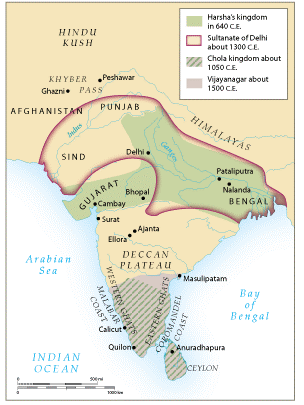 Harsha's kingdom
in 640 C.E.
Sultanate of Delhi
about 1300 C.E.
Chola kingdom about
1050 C.E.
Vijayanagar about
1500 C.E.
HINDU
KUSH
KHYBER
PASS
Peshawar
Ghazni
AFGHANISTAN
PUNJAB
Indus
HIMALAYAS
SIND
Delhi
Ganges
Pataliputra
Nalanda
GUJARAT
Bhopal
BENGAL
Cambay
Surat
Ajanta
Ellora
Arabian
Sea
DECCAN
PLATEAU
Masulipatam
WESTERN GHATS
EASTERN GHATS
MALABAR
COAST
COROMANDEL
COAST
Bay
of
Bengal
Calicut
Quilon
Anuradhapura
CEYLON
INDIAN
OCEAN
0 500 mi
0 1000 km